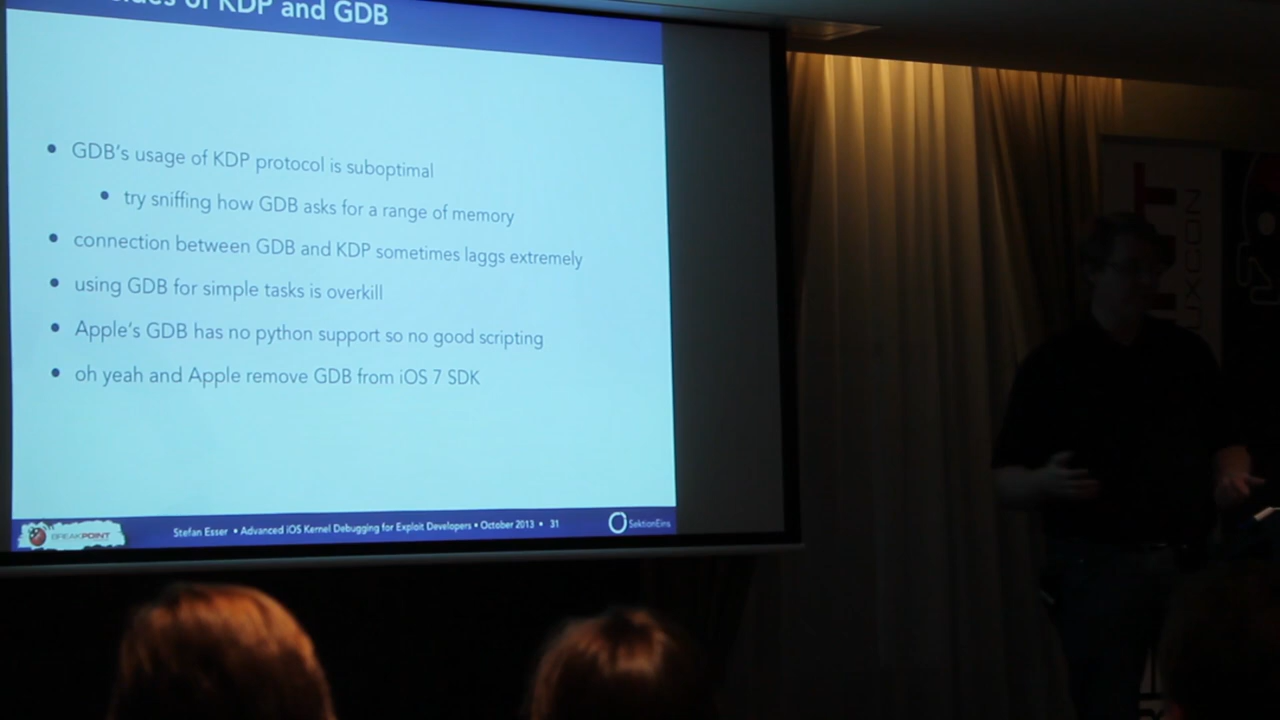 of KDP and GDB
GDB's usage of KDP protocol is suboptimal
try sniffing how GDB asks for a range of memory
connection between GDB and KDP sometimes laggs extremely
using GDB for simple tasks is overkill
Apple's GDB has no python support so no good scripting
oh yeah and Apple remove GDB from iOS 7 SDK
BREAKPOINT
Stefan Esser • Advanced iOS Kernel Debugging for Exploit Developers • October 2013 • 31
SektionEins
UXCON